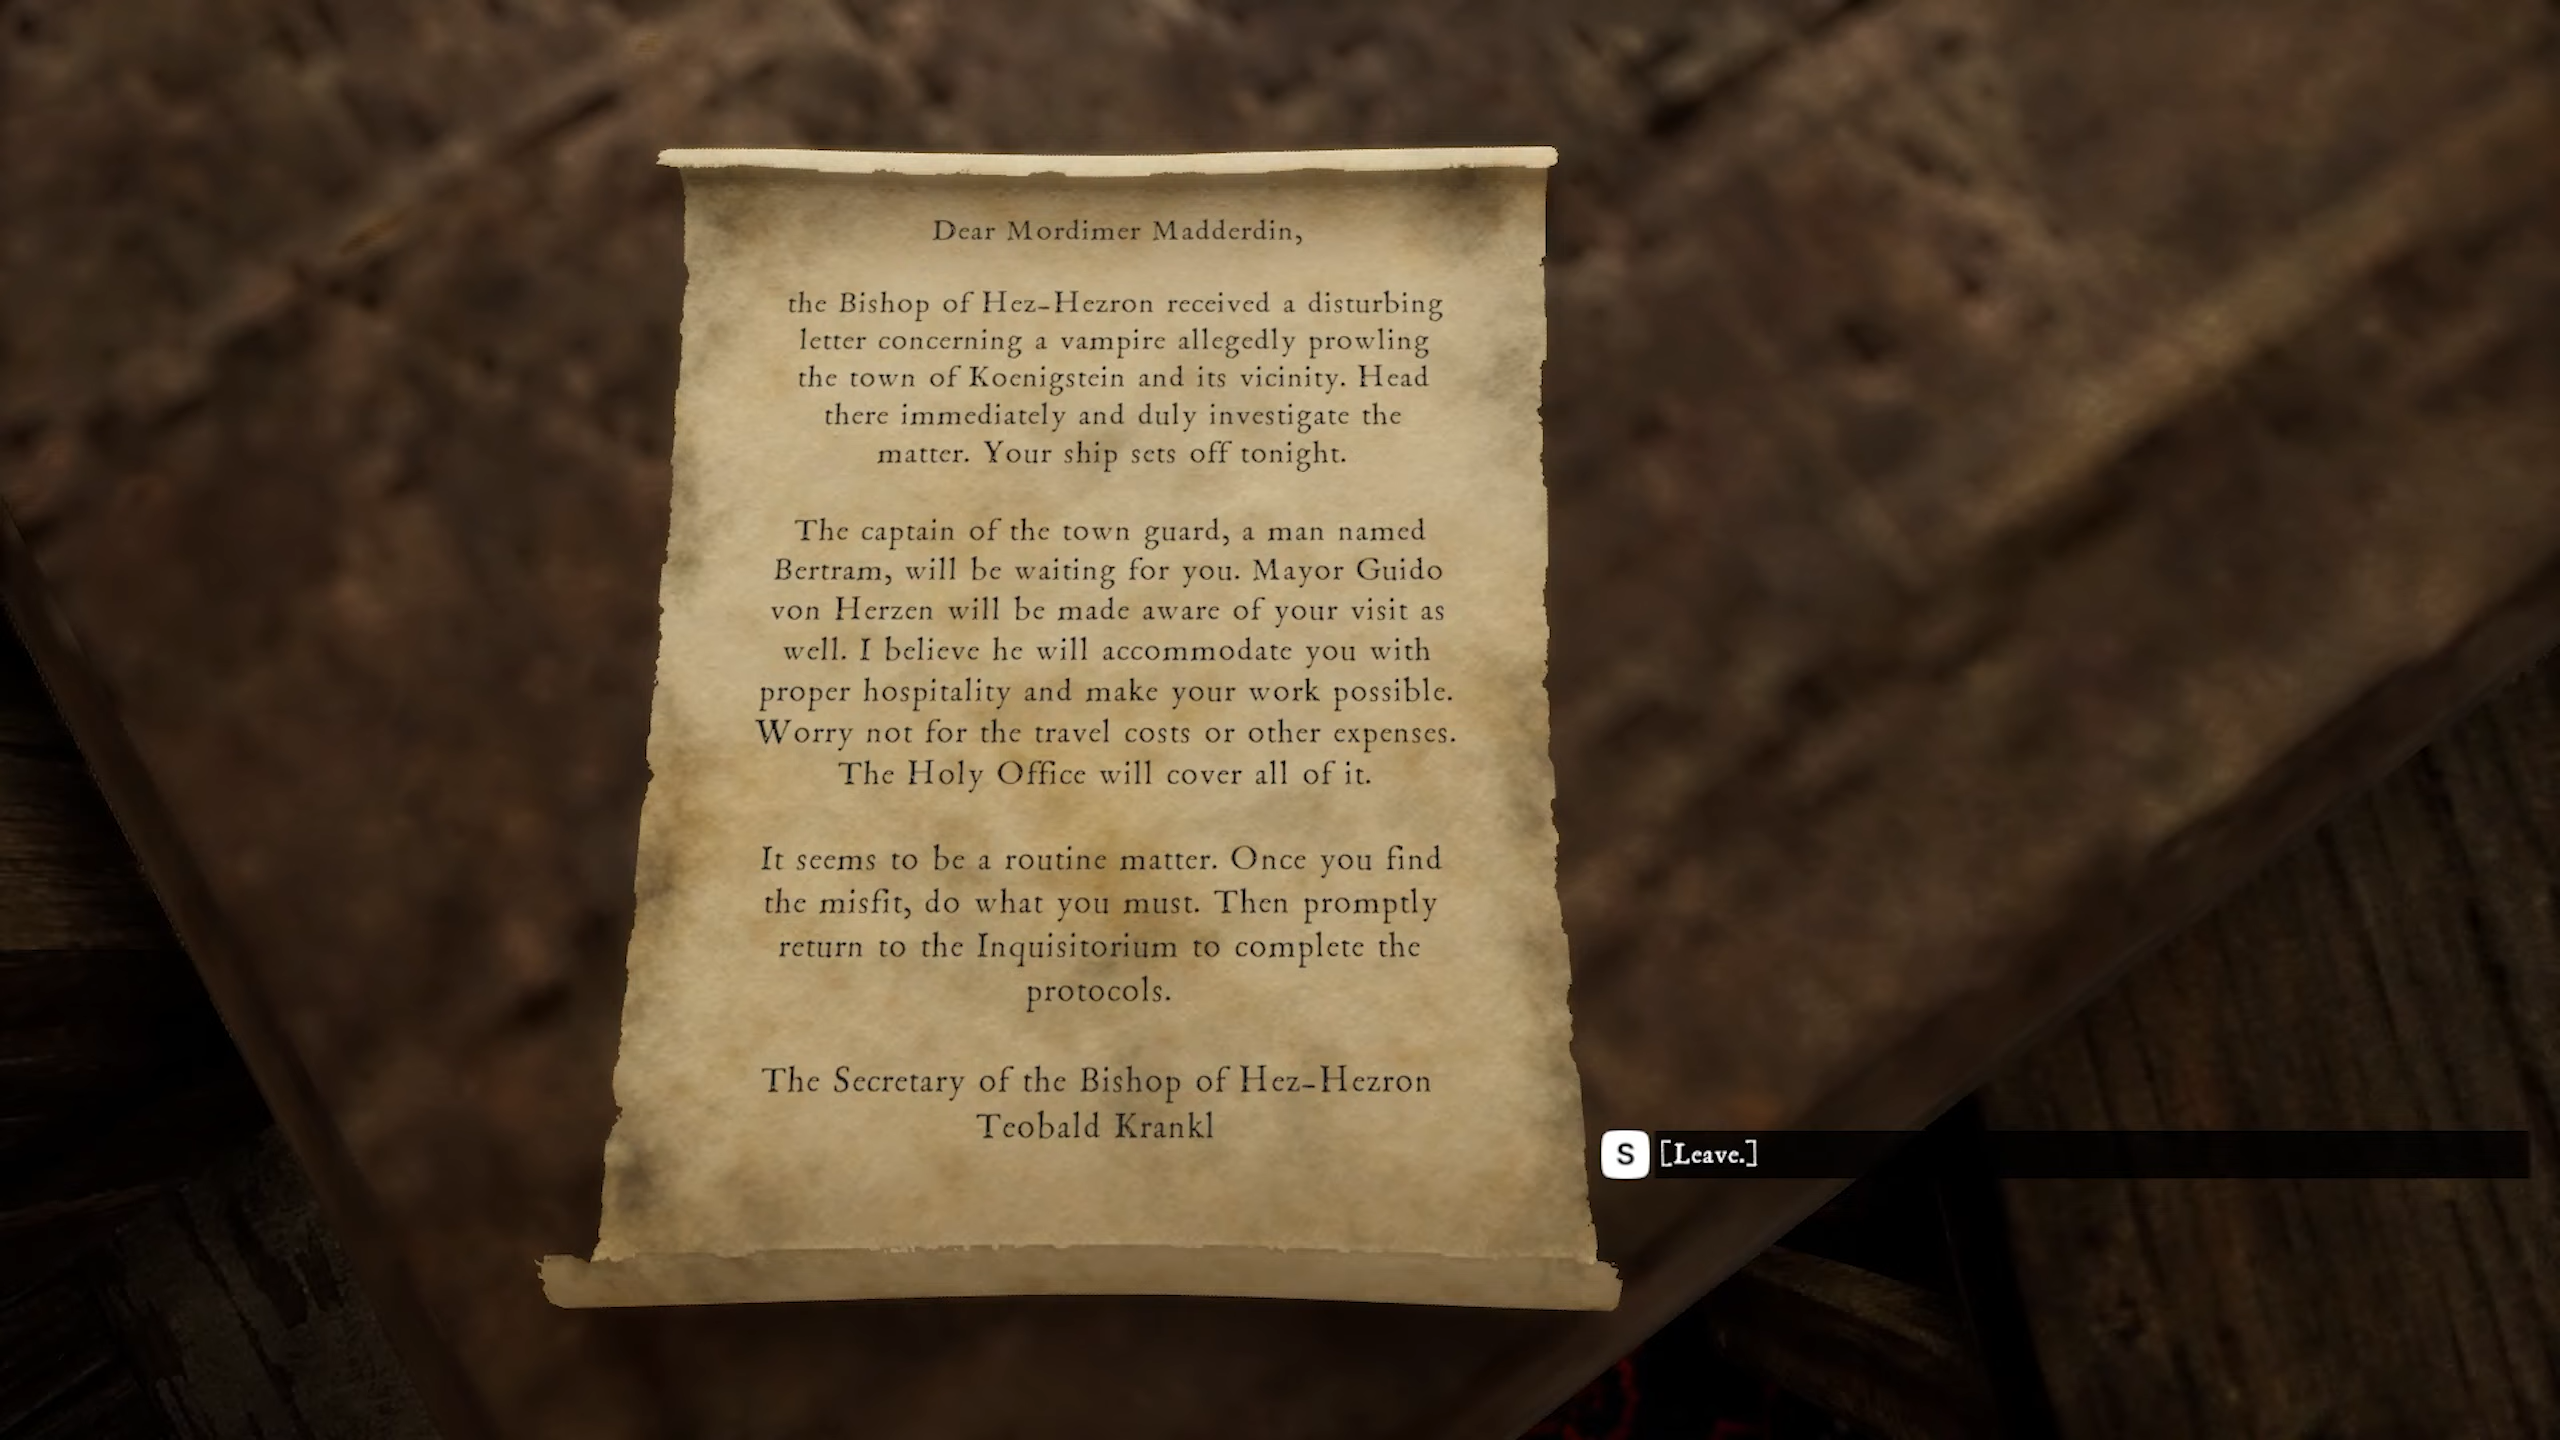 Dear Mordimer Madderdin,
the Bishop of Hez-Hezron received a disturbing
letter concerning a vampire allegedly prowling
the town of Koenigstein and its vicinity. Head
there immediately and duly investigate the
matter. Your ship sets off tonight.
The captain of the town guard, a man named
Bertram, will be waiting for you. Mayor Guido
von Herzen will be made aware of your visit as
well. I believe he will accommodate you with
proper hospitality and make your work possible.
Worry not for the travel costs or other expenses.
The Holy Office will cover all of it.
It seems to be a routine matter. Once you find
the misfit, do what you must. Then promptly
return to the Inquisitorium to complete the
protocols.
The Secretary of the Bishop of Hez-Hezron
Teobald Krankl
S [Leave.]